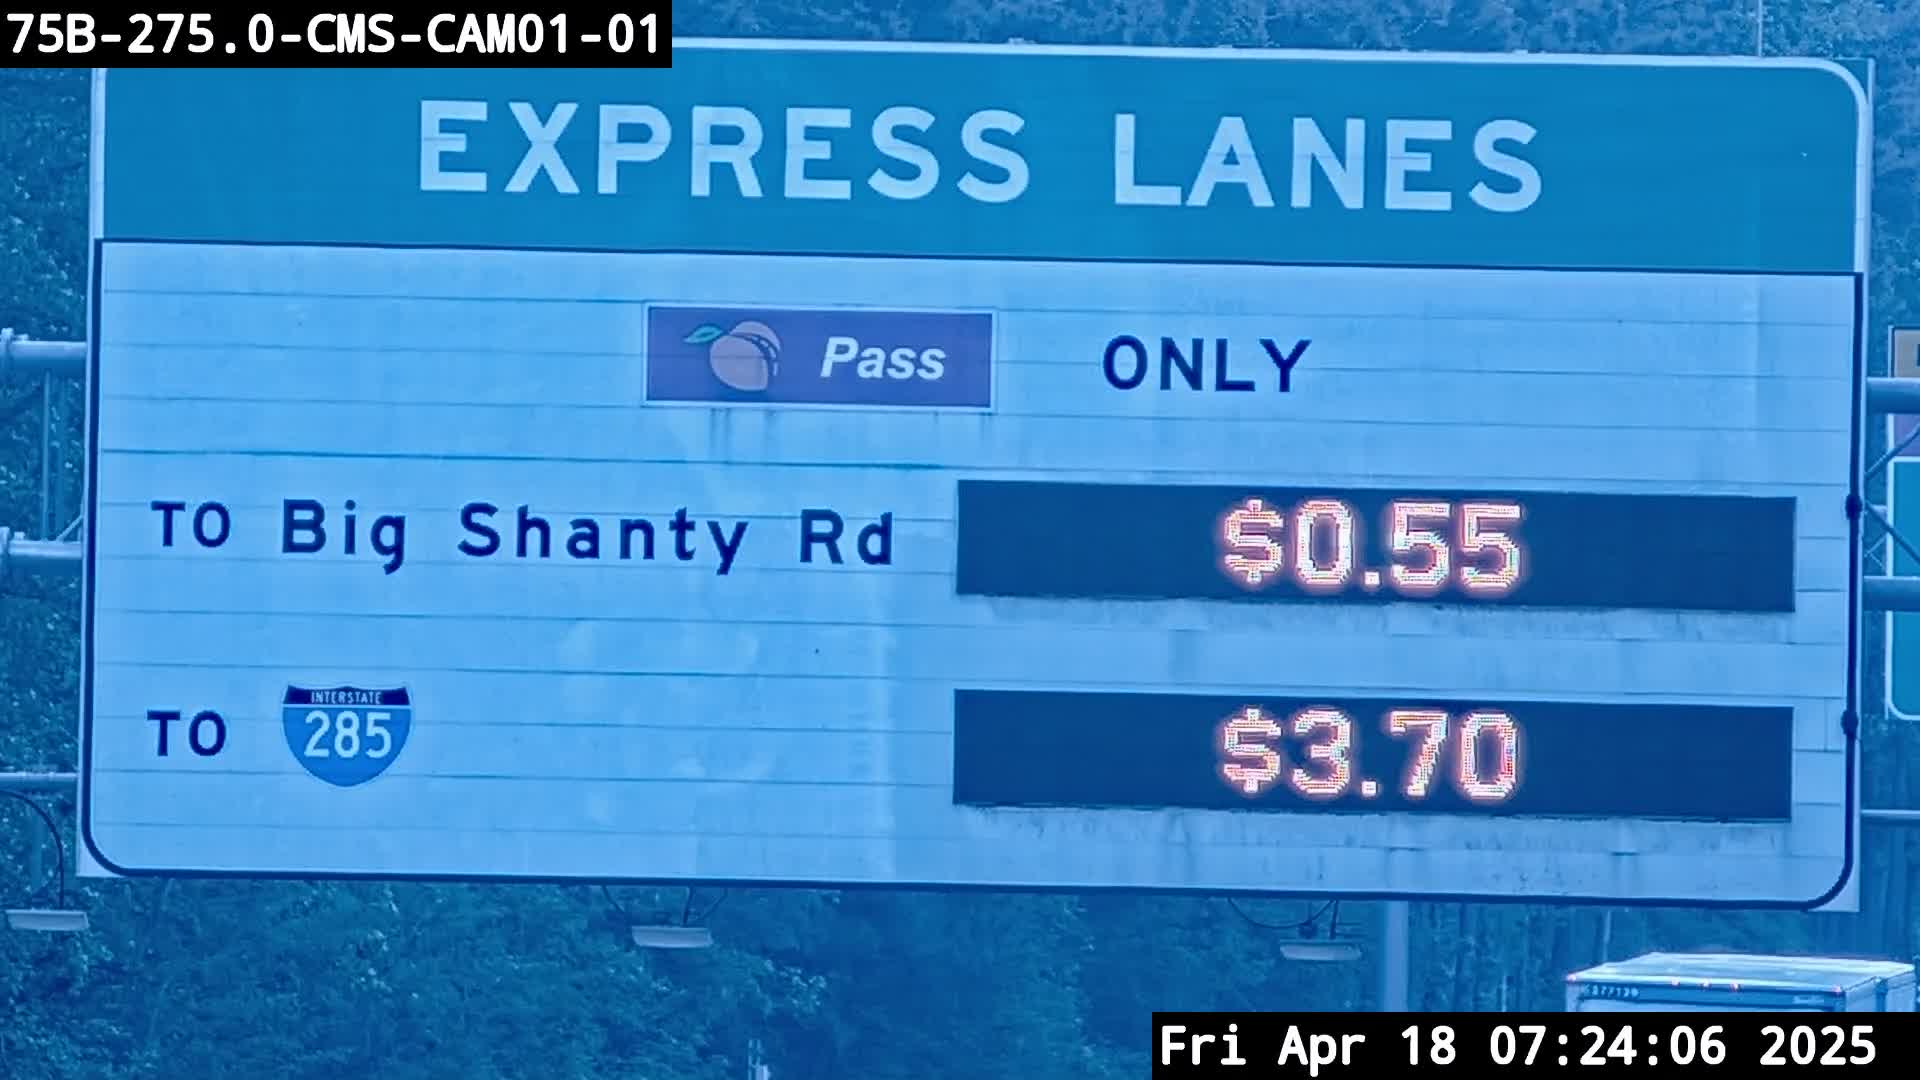 75B-275.0-CMS-CAM01-01
EXPRESS LANES
Pass ONLY
TO Big Shanty Rd $0.55
TO INTERSTATE 285 $3.70
Fri Apr 18 07:24:06 2025